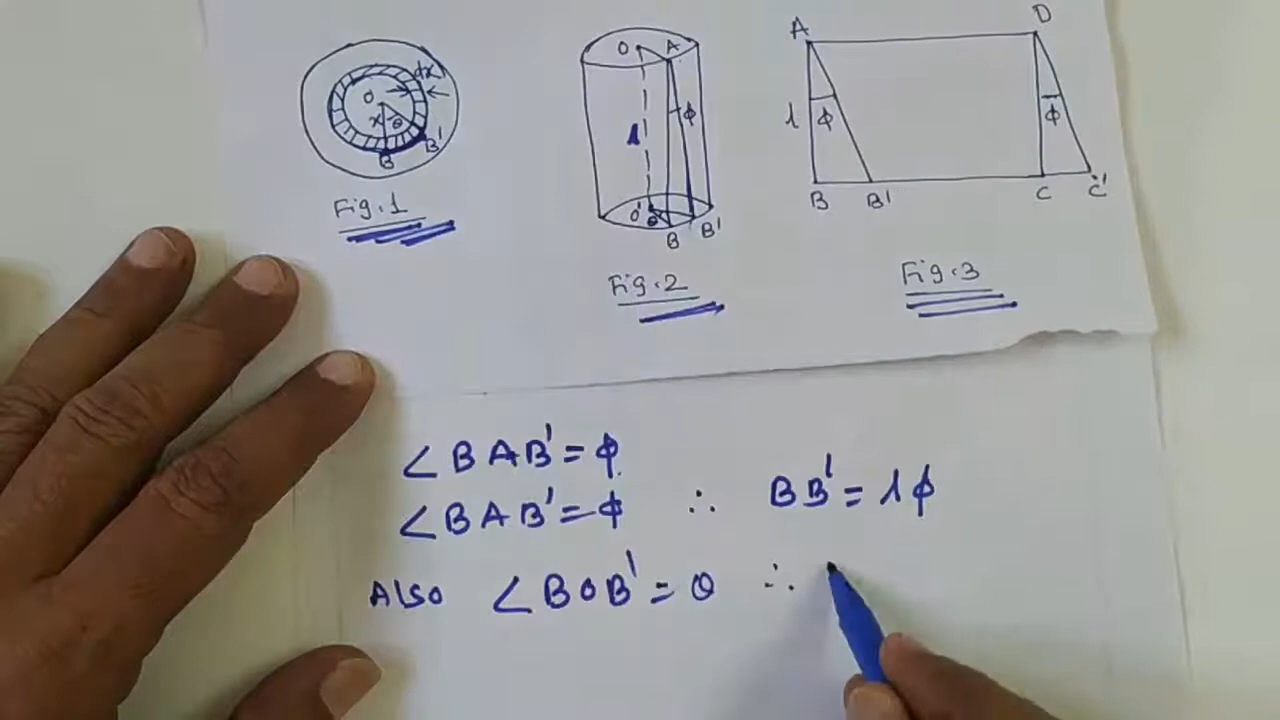 dx
O
x θ
B B'
Fig.1
O A
l φ
O' θ
B B'
Fig.2
A D
l φ φ
B B' C C'
Fig.3
∠BAB' = φ
∠BAB' = φ ∴ BB' = lφ
Also ∠BOB' = θ ∴